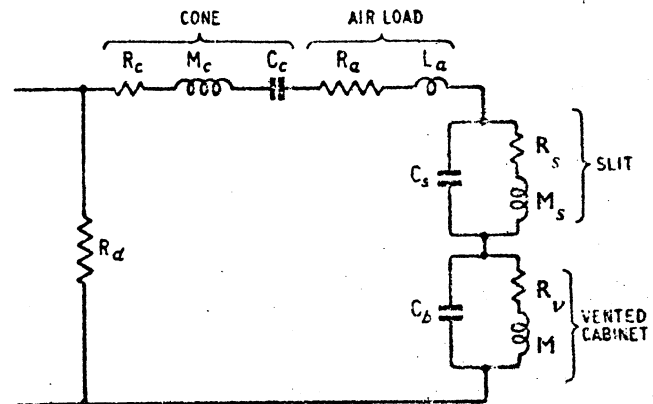 CONE AIR LOAD
Rc Mc Cc Ra La
Cs Rs SLIT
Ms
Rd
Cb Rv VENTED
M CABINET